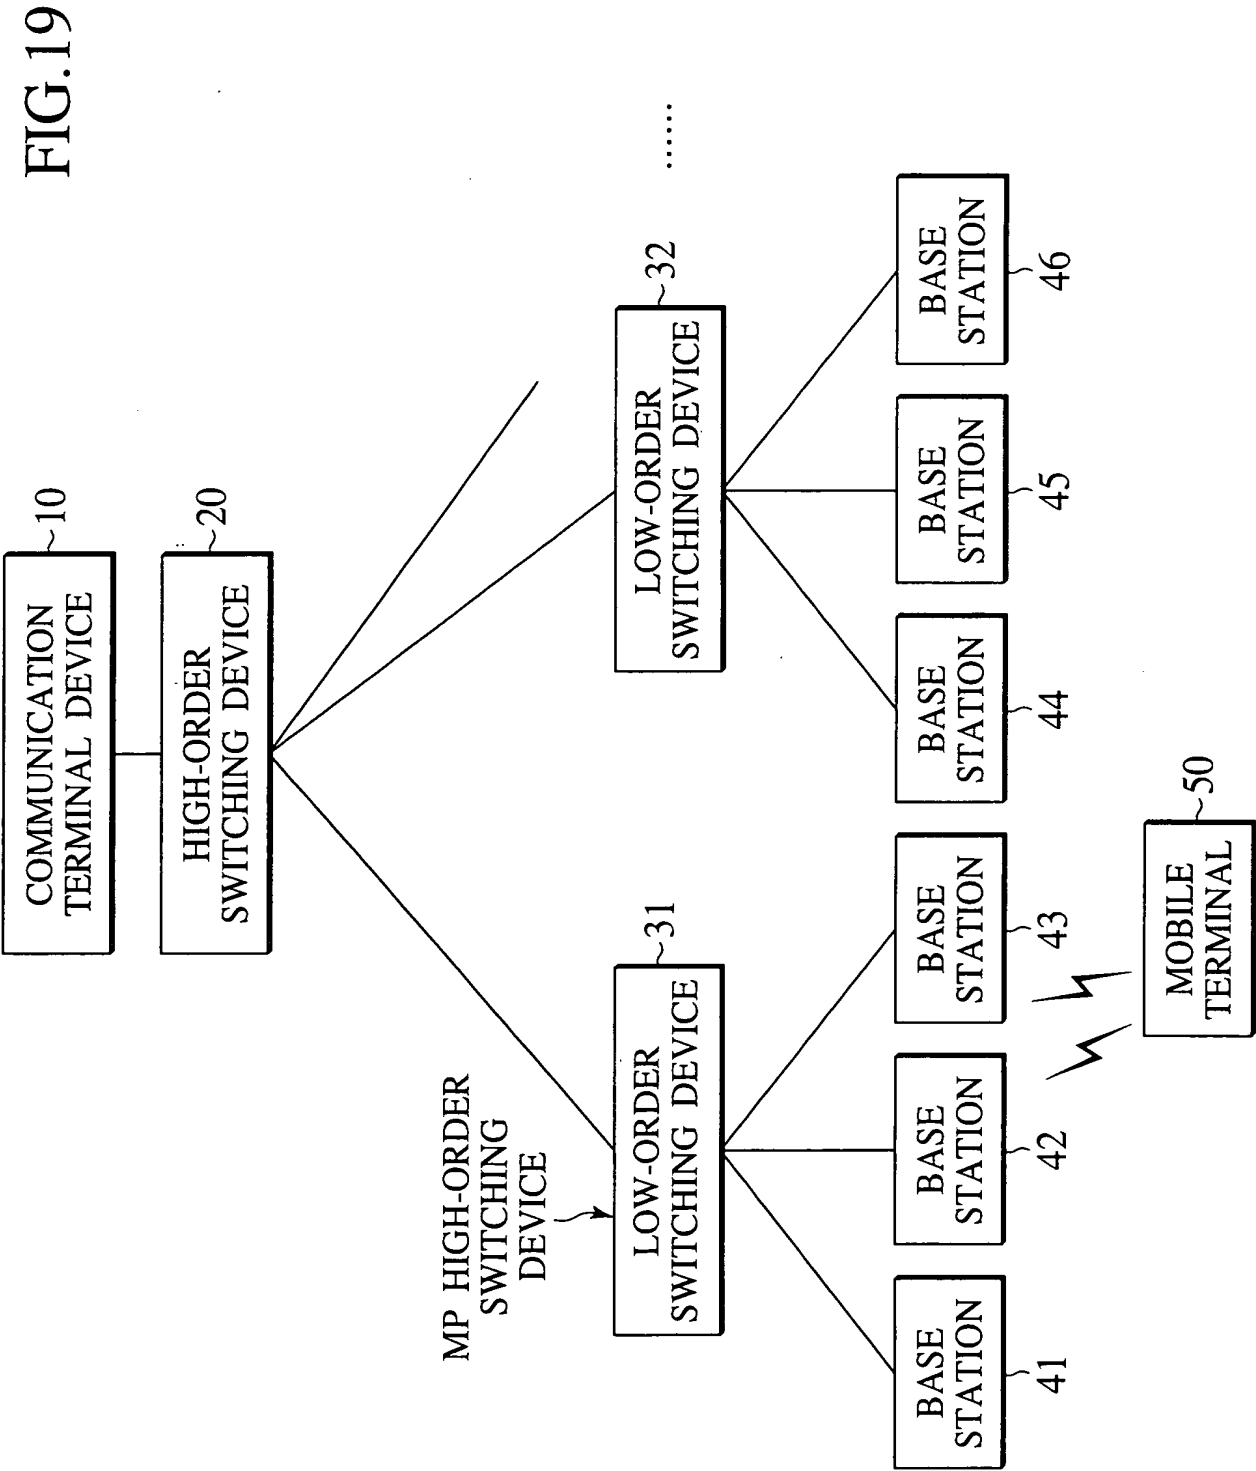 FIG.19
COMMUNICATION
TERMINAL DEVICE
10
HIGH-ORDER
SWITCHING DEVICE
20
MP HIGH-ORDER
SWITCHING
DEVICE
LOW-ORDER
SWITCHING DEVICE
31
LOW-ORDER
SWITCHING DEVICE
32
......
BASE
STATION
41
BASE
STATION
42
BASE
STATION
43
BASE
STATION
44
BASE
STATION
45
BASE
STATION
46
MOBILE
TERMINAL
50